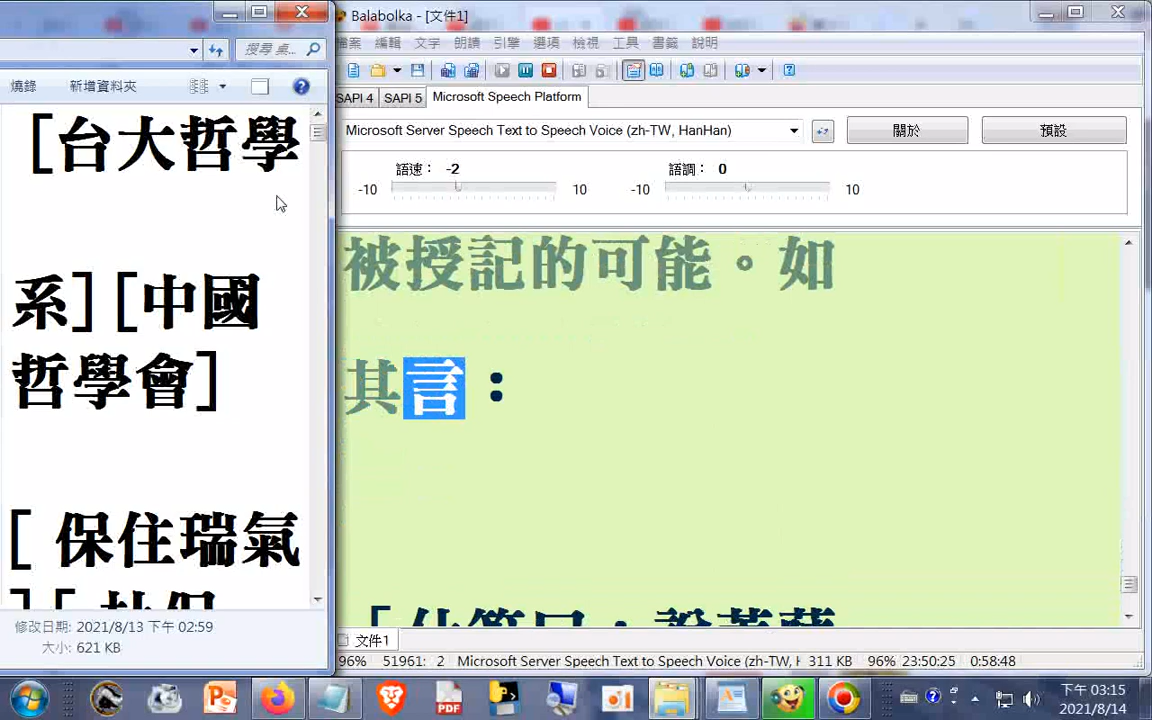 Balabolka - [文件1]
搜尋 桌...
檔案 編輯 文字 朗讀 引擎 選項 檢視 工具 書籤 說明
燒錄 新增資料夾
SAPI 4 SAPI 5 Microsoft Speech Platform
Microsoft Server Speech Text to Speech Voice (zh-TW, HanHan) 關於 預設
語速： -2 語調： 0
-10 10 -10 10
[台大哲學
系][中國
哲學會]
[ 保住瑞氣
被授記的可能。如
其言：
修改日期: 2021/8/13 下午 02:59
大小: 621 KB
文件1
96% 51961: 2 Microsoft Server Speech Text to Speech Voice (zh-TW, 311 KB 96% 23:50:25 0:58:48
下午 03:15
2021/8/14